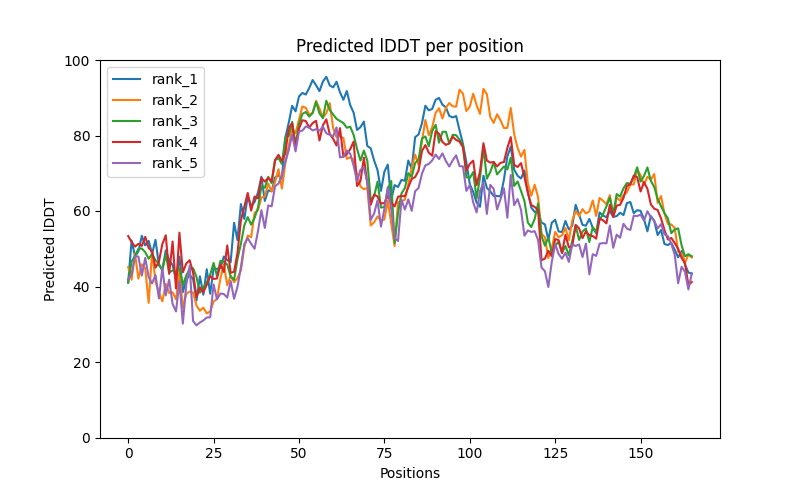 Predicted lDDT per position
rank_1
rank_2
rank_3
rank_4
rank_5
Predicted lDDT
100
80
60
40
20
0
0
25
50
75
100
125
150
Positions